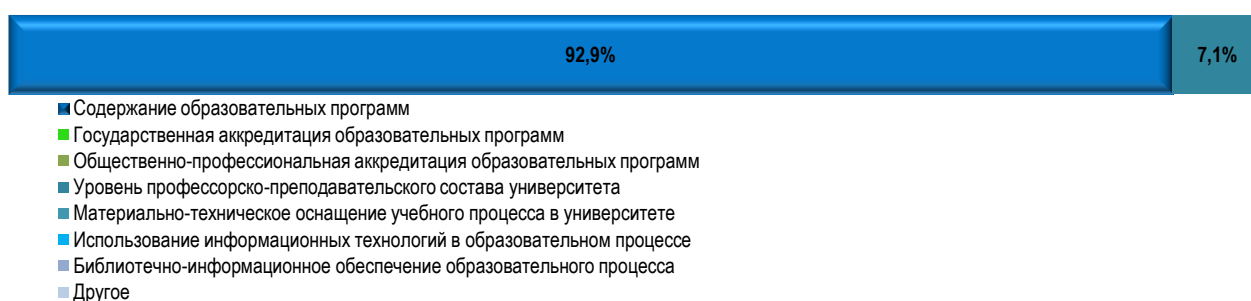 92,9% 7,1%
Содержание образовательных программ
Государственная аккредитация образовательных программ
Общественно-профессиональная аккредитация образовательных программ
Уровень профессорско-преподавательского состава университета
Материально-техническое оснащение учебного процесса в университете
Использование информационных технологий в образовательном процессе
Библиотечно-информационное обеспечение образовательного процесса
Другое